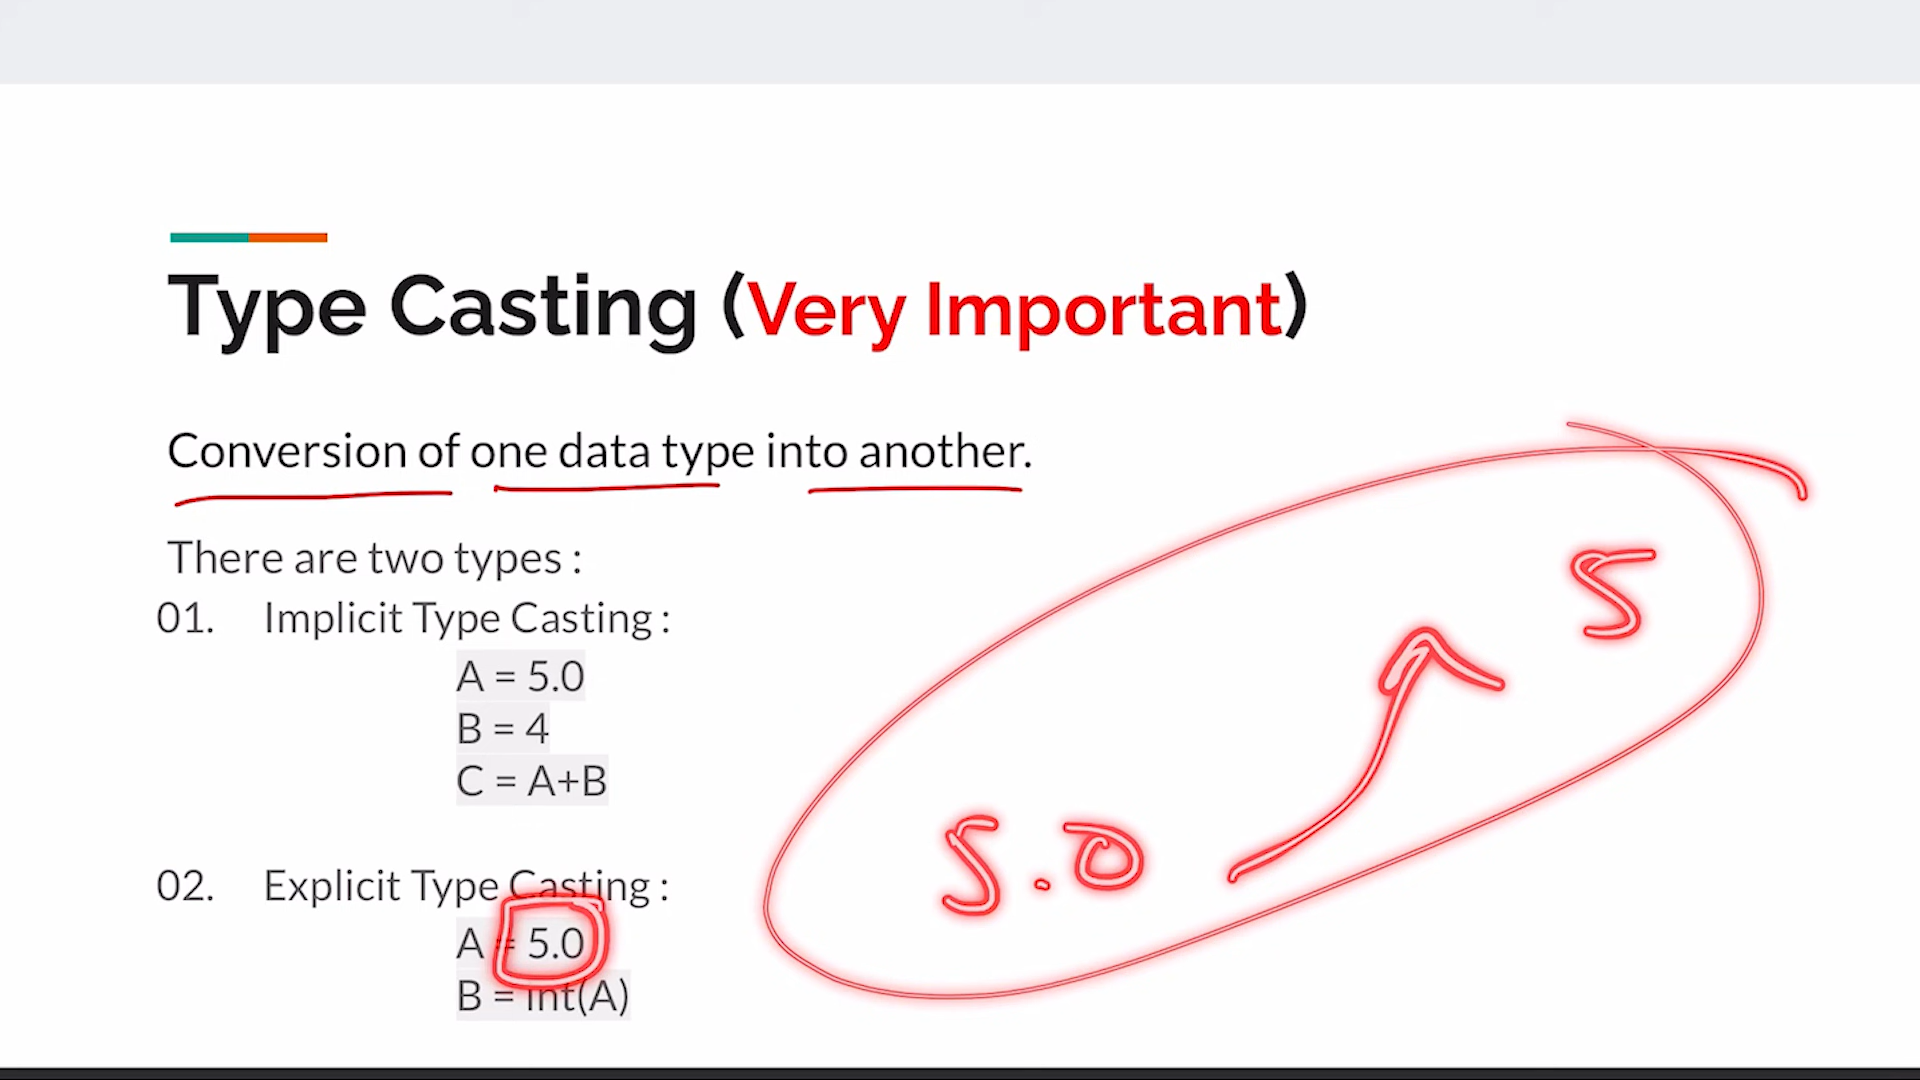 Type Casting (Very Important)
Conversion of one data type into another.
There are two types :
01. Implicit Type Casting :
A = 5.0
B = 4
C = A+B
5
5.0
02. Explicit Type Casting :
A = 5.0
B = int(A)